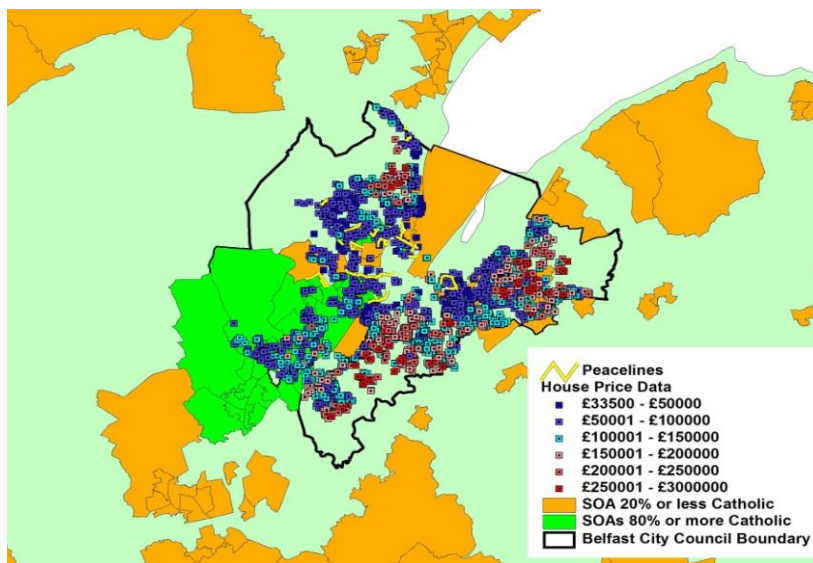 Peacelines
House Price Data
£33500 - £50000
£50001 - £100000
£100001 - £150000
£150001 - £200000
£200001 - £250000
£250001 - £3000000
SOA 20% or less Catholic
SOAs 80% or more Catholic
Belfast City Council Boundary